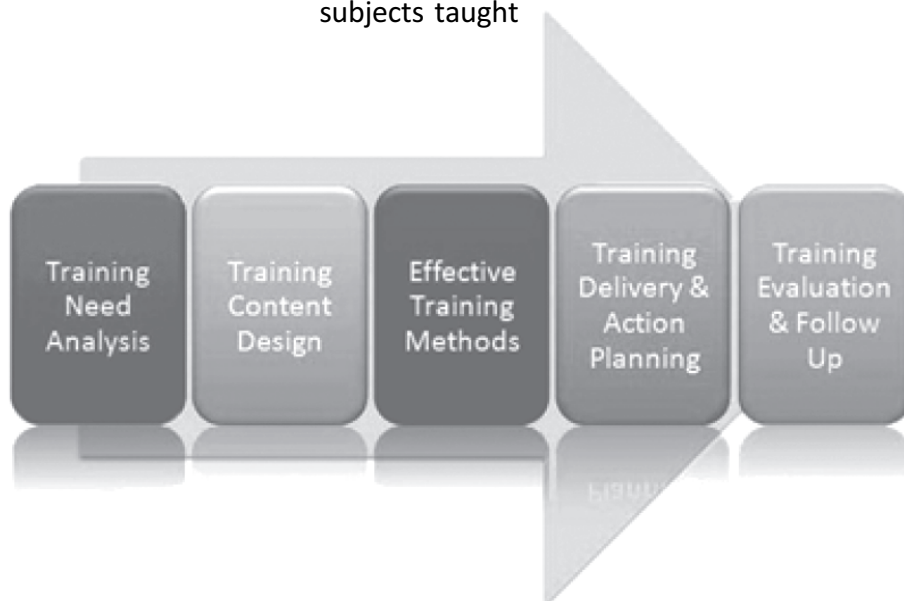 subjects taught
Training
Need
Analysis
Training
Content
Design
Effective
Training
Methods
Training
Delivery &
Action
Planning
Training
Evaluation
& Follow
Up